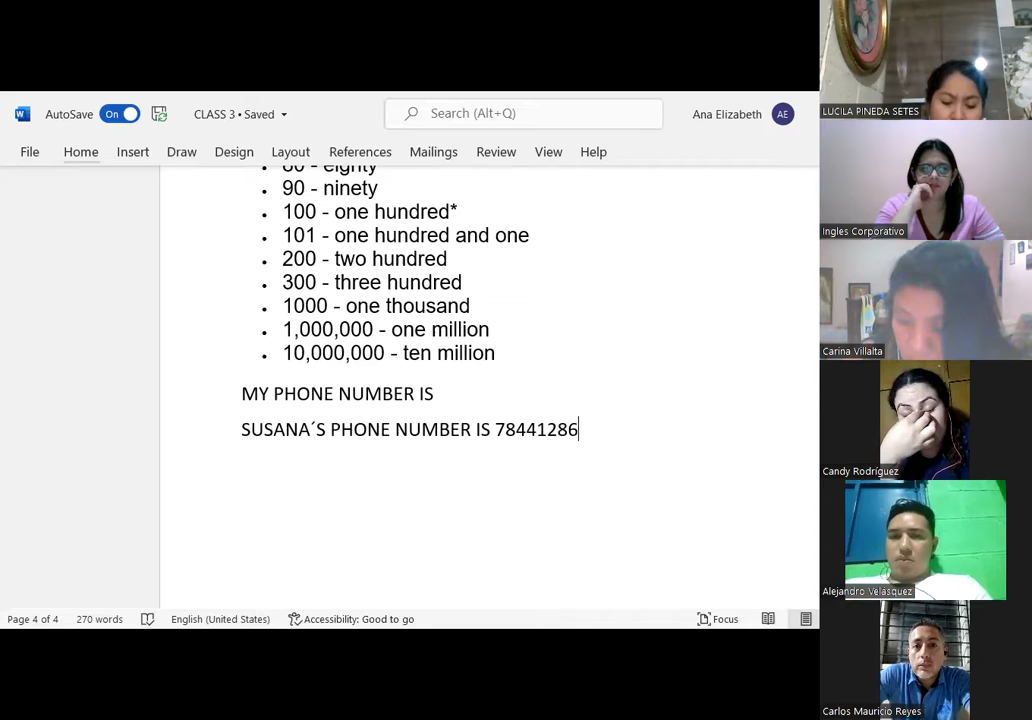 AutoSave On CLASS 3 • Saved Search (Alt+Q) Ana Elizabeth AE
File Home Insert Draw Design Layout References Mailings Review View Help
80 - eighty
90 - ninety
100 - one hundred*
101 - one hundred and one
200 - two hundred
300 - three hundred
1000 - one thousand
1,000,000 - one million
10,000,000 - ten million
MY PHONE NUMBER IS
SUSANA´S PHONE NUMBER IS 78441286
Page 4 of 4 270 words English (United States) Accessibility: Good to go Focus
LUCILA PINEDA SETES
Ingles Corporativo
Carina Villalta
Candy Rodríguez
Alejandro Velasquez
Carlos Mauricio Reyes